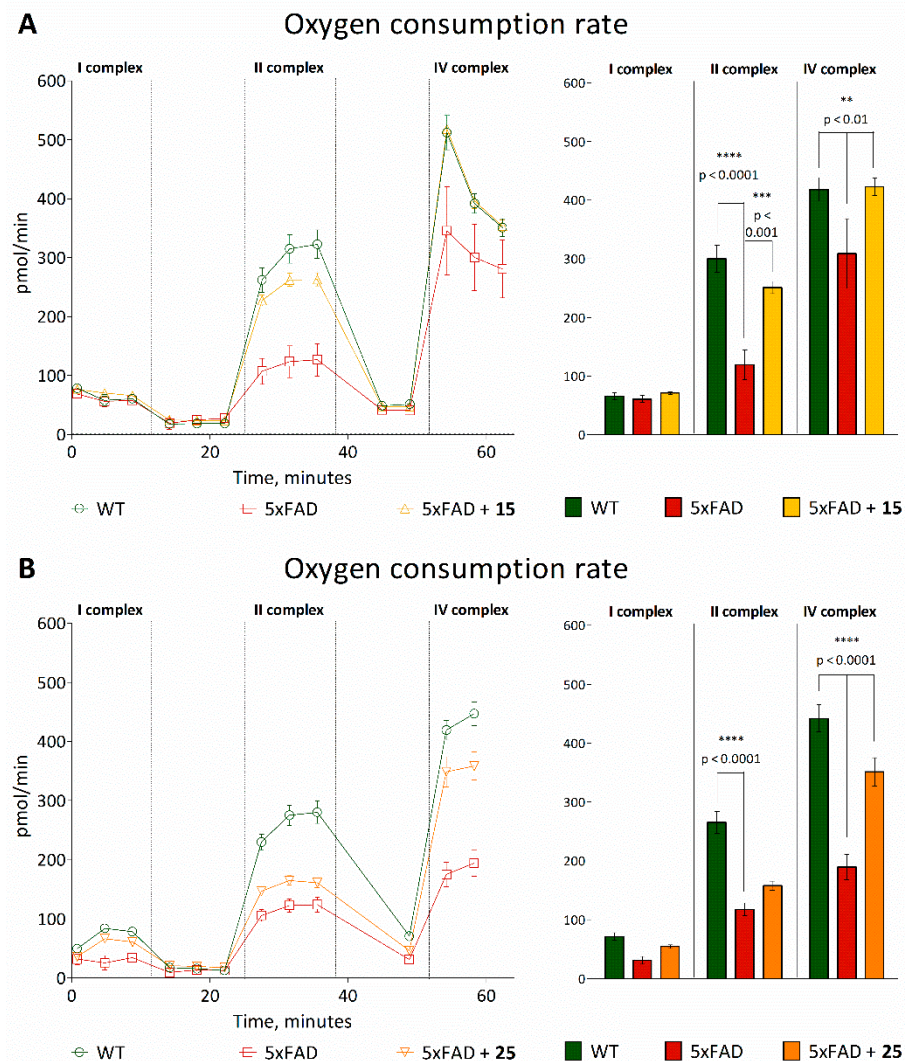 A Oxygen consumption rate
I complex II complex IV complex
600
500
400
300
200
100
0
pmol/min
0 20 40 60
Time, minutes
WT 5xFAD 5xFAD + 15
I complex II complex IV complex
600
500
400
300
200
100
0
****
p < 0.0001
***
p <
0.001
**
p < 0.01
WT 5xFAD 5xFAD + 15
B Oxygen consumption rate
I complex II complex IV complex
600
500
400
300
200
100
0
pmol/min
0 20 40 60
Time, minutes
WT 5xFAD 5xFAD + 25
I complex II complex IV complex
600
500
400
300
200
100
0
****
p < 0.0001
****
p < 0.0001
WT 5xFAD 5xFAD + 25